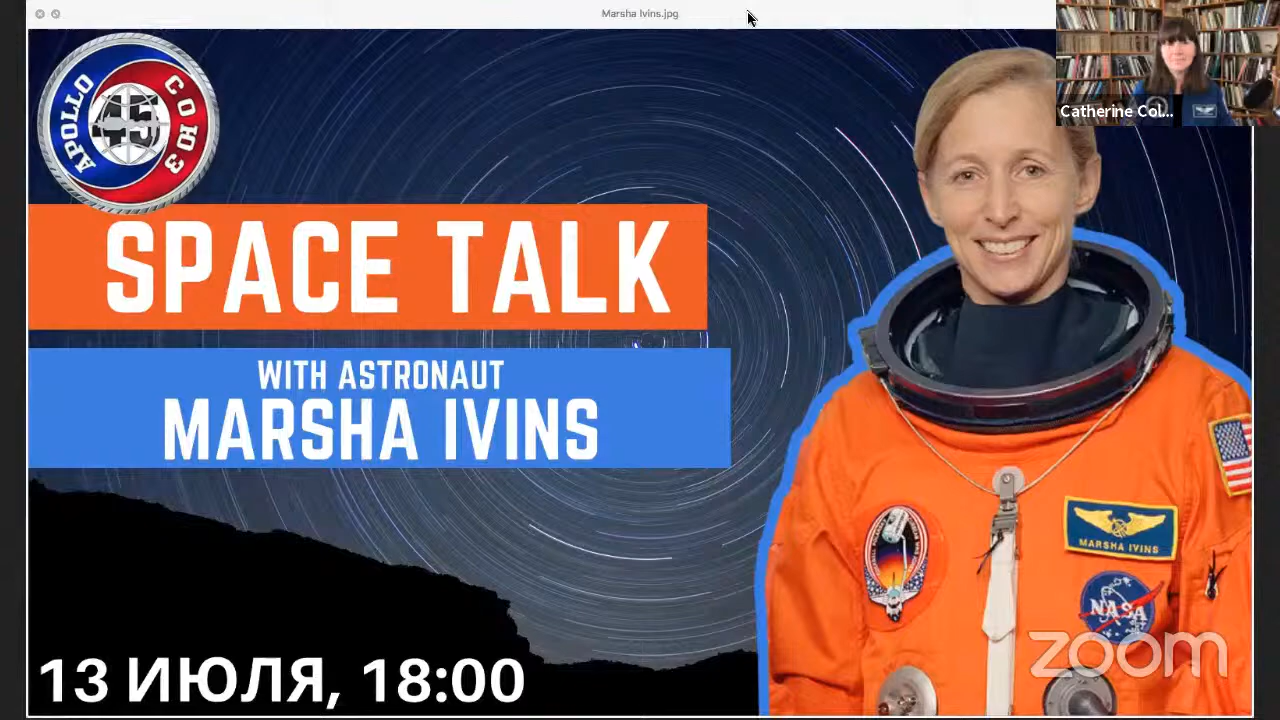 Marsha Ivins.jpg
Catherine Col...
APOLLO
СОЮЗ
45
SPACE TALK
WITH ASTRONAUT
MARSHA IVINS
MARSHA IVINS
NASA
zoom
13 ИЮЛЯ, 18:00